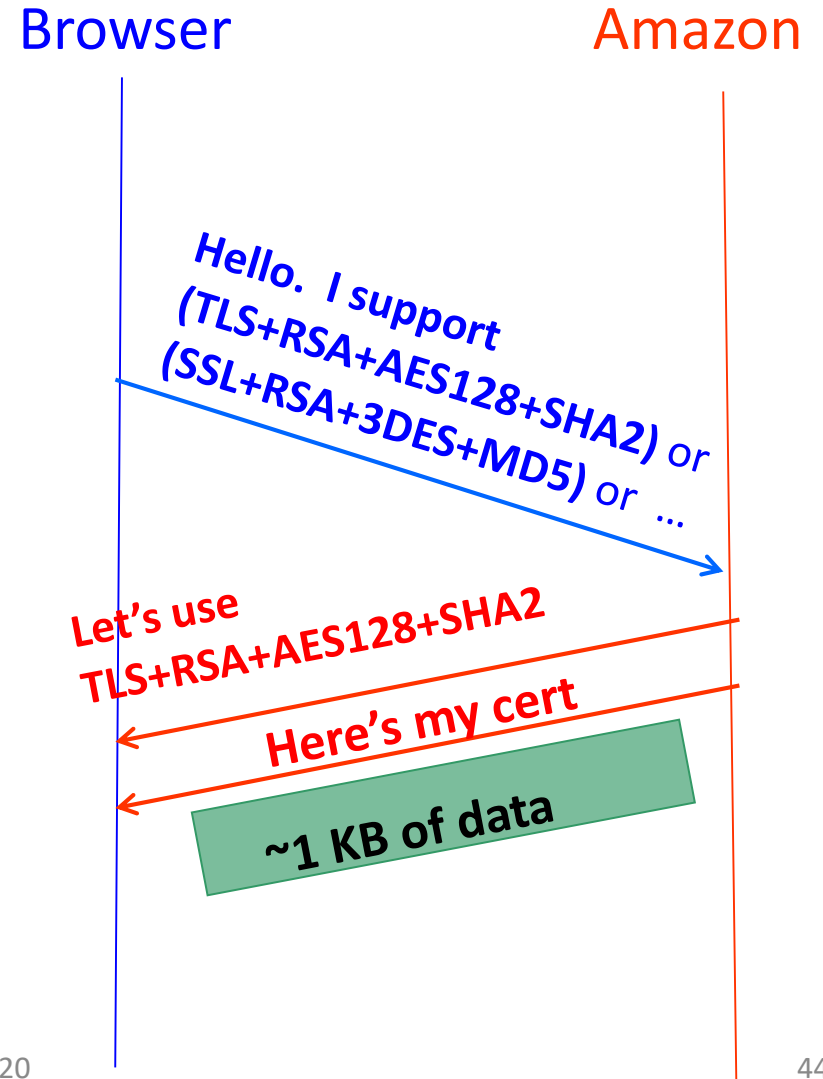 Browser
Amazon
Hello.  I support
(TLS+RSA+AES128+SHA2) or
(SSL+RSA+3DES+MD5) or  …
Let’s use
TLS+RSA+AES128+SHA2
Here’s my cert
~1 KB of data
20
44